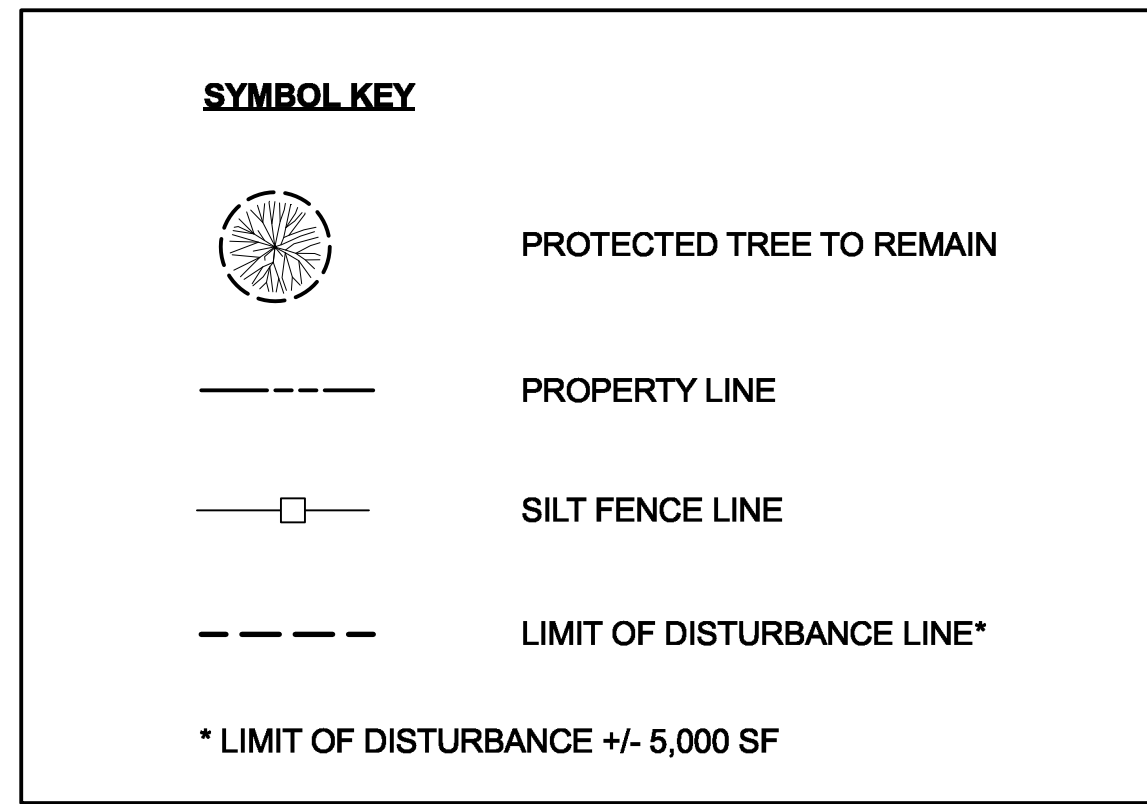 SYMBOL KEY
PROTECTED TREE TO REMAIN
PROPERTY LINE
SILT FENCE LINE
LIMIT OF DISTURBANCE LINE*
* LIMIT OF DISTURBANCE +/- 5,000 SF